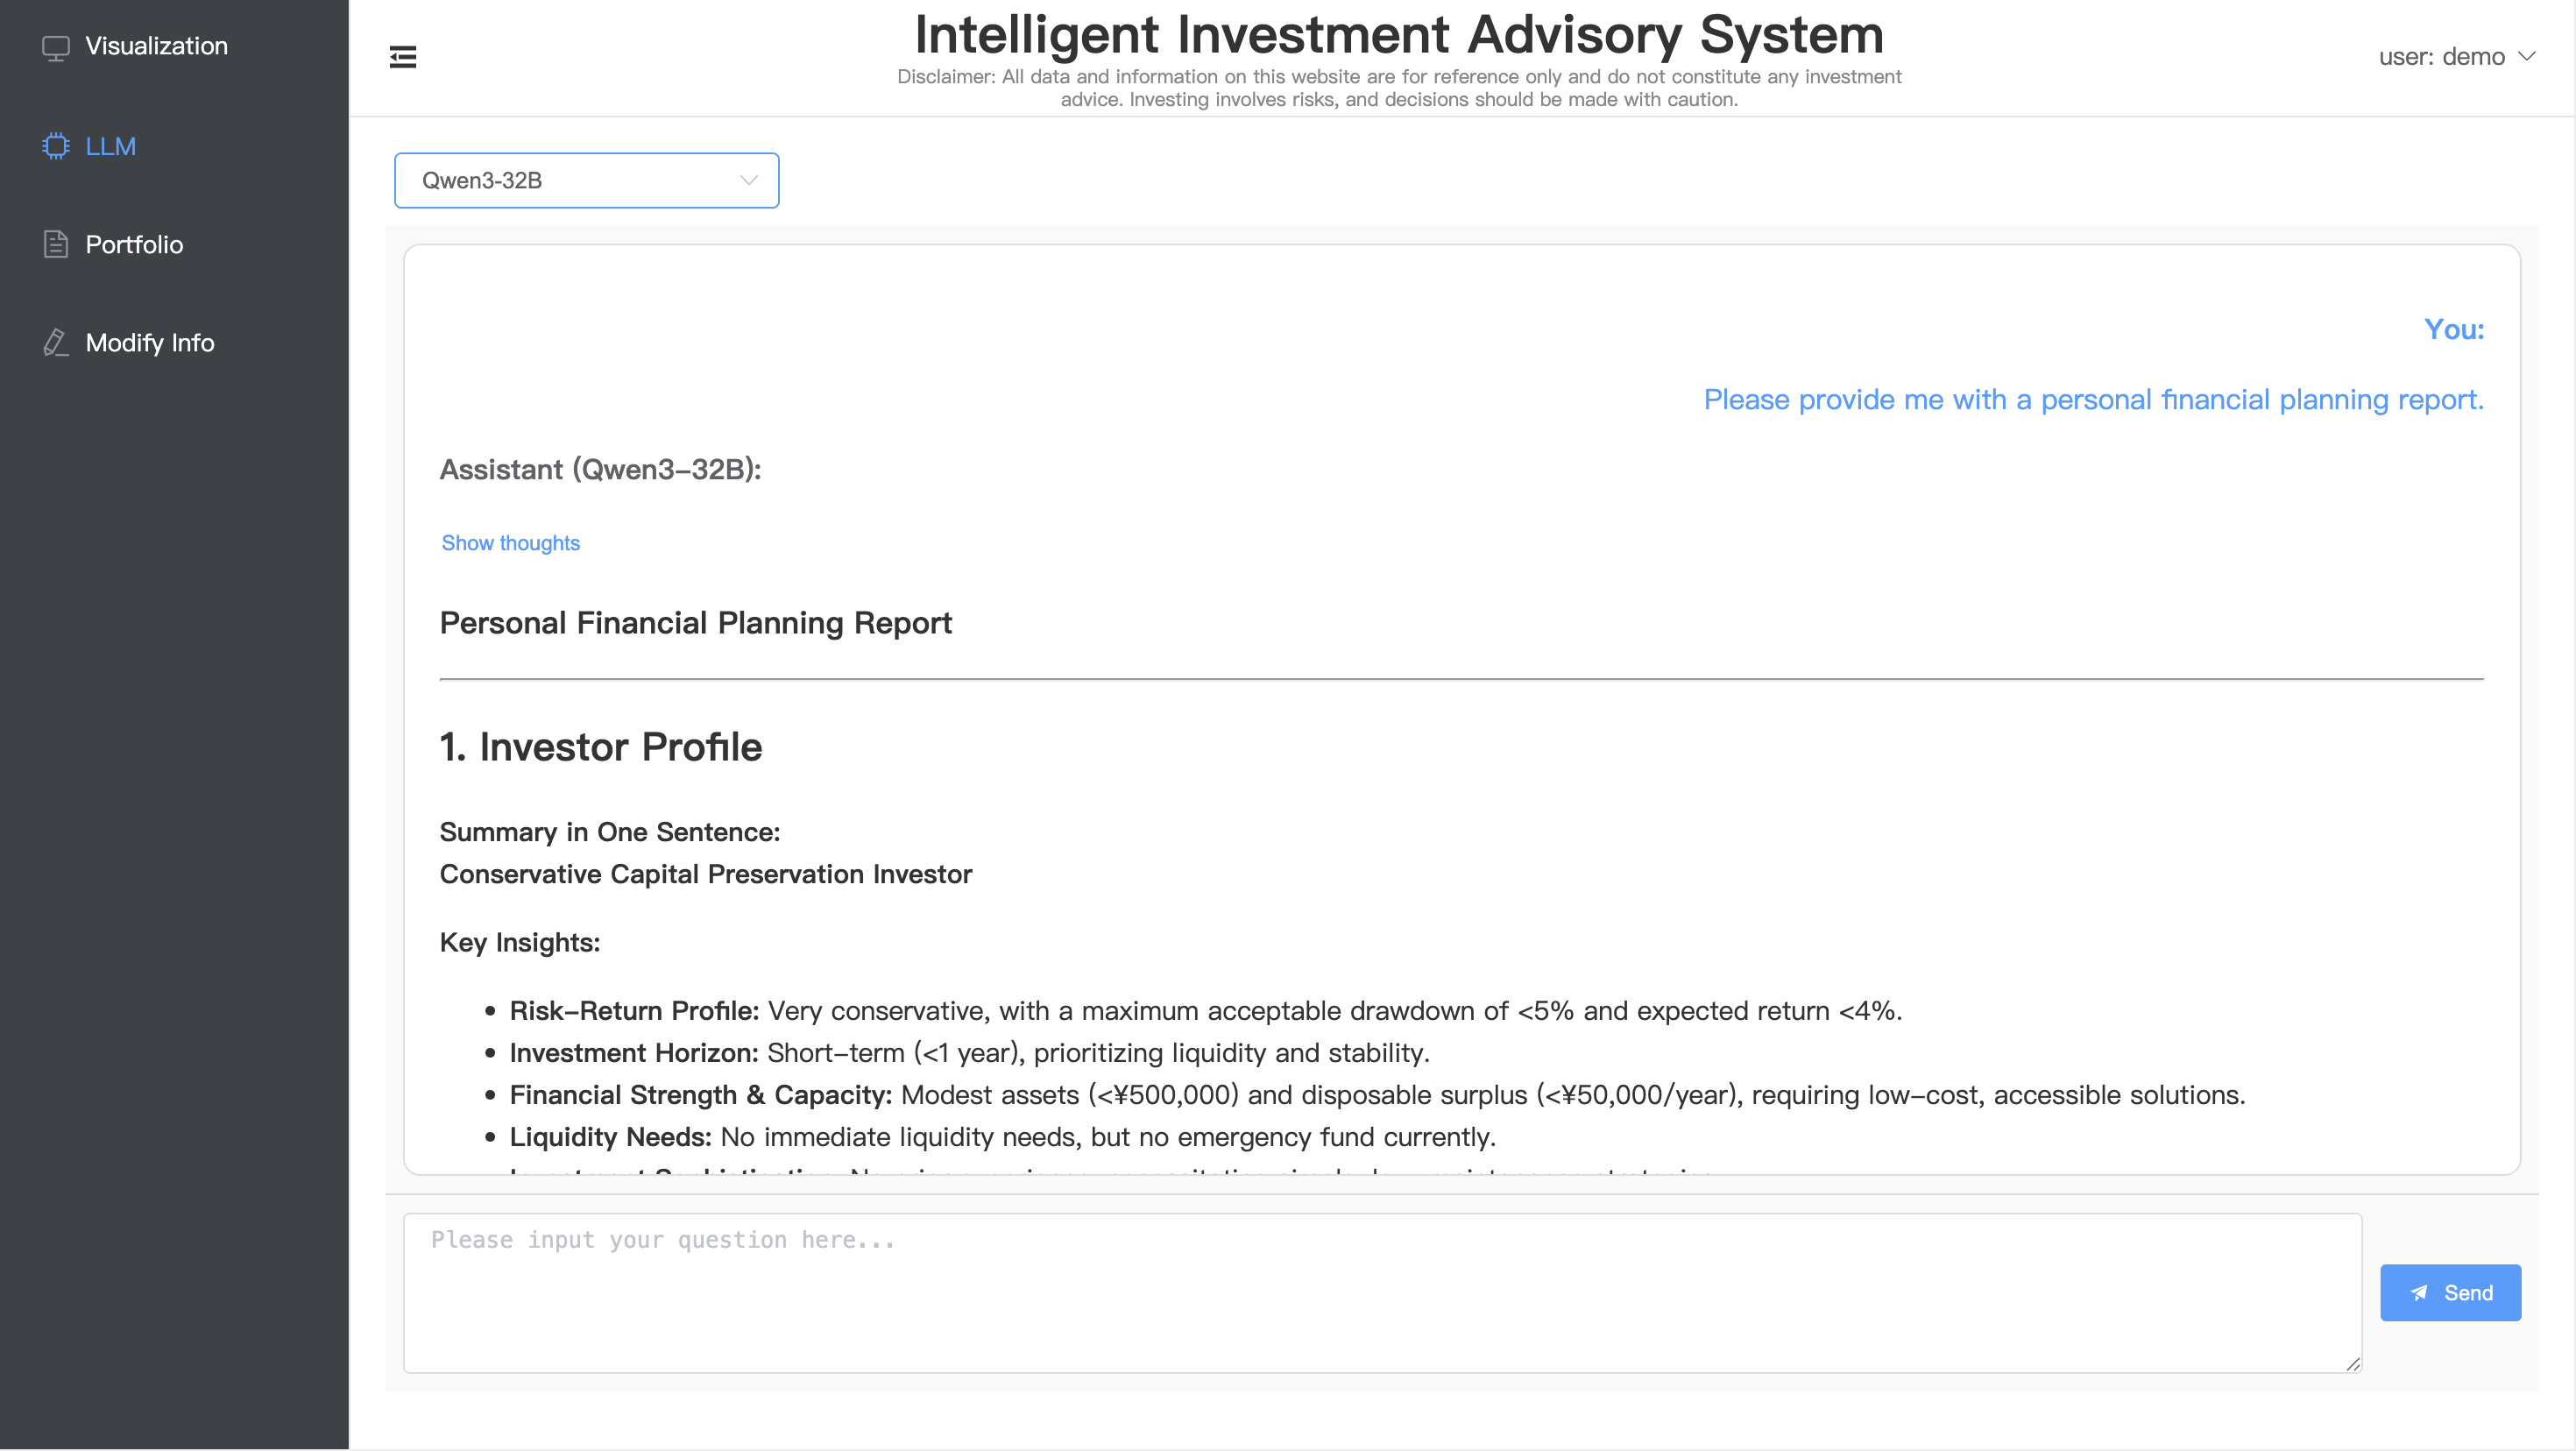 Visualization
LLM
Portfolio
Modify Info
Intelligent Investment Advisory System
Disclaimer: All data and information on this website are for reference only and do not constitute any investment
advice. Investing involves risks, and decisions should be made with caution.
user: demo
Qwen3-32B
You:
Please provide me with a personal financial planning report.
Assistant (Qwen3-32B):
Show thoughts
Personal Financial Planning Report
1. Investor Profile
Summary in One Sentence:
Conservative Capital Preservation Investor
Key Insights:
• Risk-Return Profile: Very conservative, with a maximum acceptable drawdown of <5% and expected return <4%.
• Investment Horizon: Short-term (<1 year), prioritizing liquidity and stability.
• Financial Strength & Capacity: Modest assets (<¥500,000) and disposable surplus (<¥50,000/year), requiring low-cost, accessible solutions.
• Liquidity Needs: No immediate liquidity needs, but no emergency fund currently.
Please input your question here...
Send